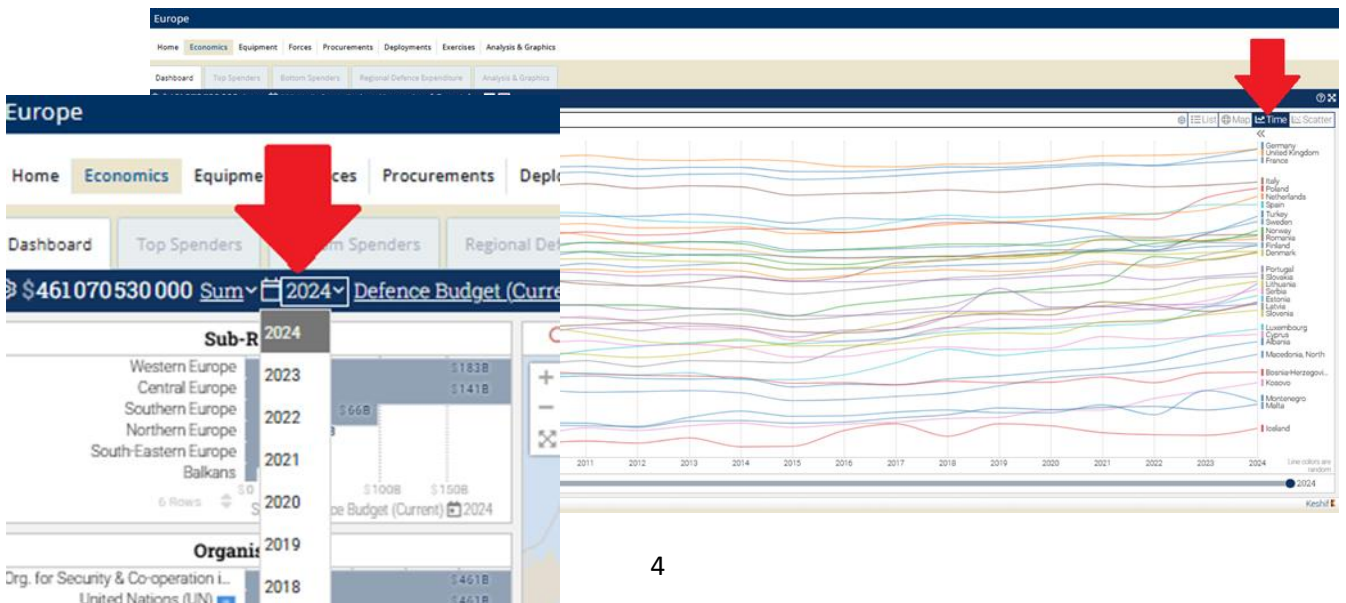 Europe
Home Economics Equipment Forces Procurements Deployments Exercises Analysis & Graphics
Dashboard Top Spenders Bottom Spenders Regional Defence Expenditure Analysis & Graphics
List Map Time Scatter
Germany
United Kingdom
France
Italy
Poland
Netherlands
Spain
Turkey
Sweden
Norway
Romania
Finland
Denmark
Portugal
Slovakia
Lithuania
Serbia
Estonia
Latvia
Slovenia
Luxembourg
Cyprus
Albania
Macedonia, North
Bosnia-Herzegovi...
Kosovo
Montenegro
Malta
Iceland
2011 2012 2013 2014 2015 2016 2017 2018 2019 2020 2021 2022 2023 2024
Line colors are
random
2024
Keshif
Europe
Home Economics Equipme ces Procurements Deplo
Dashboard Top Spenders m Spenders Regional Def
$461 070 530 000 Sum 2024 Defence Budget (Curre
Sub-R
Western Europe $183B
Central Europe $141B
Southern Europe $66B
Northern Europe
South-Eastern Europe
Balkans
$0 $100B $150B
6 Rows
ce Budget (Current) 2024
2024
2023
2022
2021
2020
2019
2018
Organis
Org. for Security & Co-operation i... $461B
United Nations (UN) $461B
4